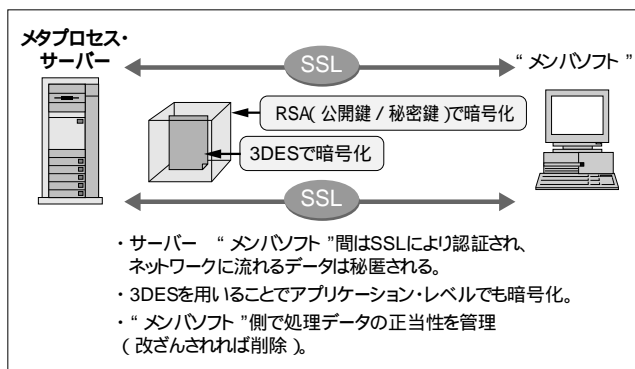 メタプロセス・
サーバー
SSL
“ メンバソフト ”
RSA( 公開鍵 / 秘密鍵 )で暗号化
3DESで暗号化
SSL
・サーバー “ メンバソフト ”間はSSLにより認証され、
ネットワークに流れるデータは秘匿される。
・3DESを用いることでアプリケーション・レベルでも暗号化。
・“ メンバソフト ”側で処理データの正当性を管理
( 改ざんされれば削除 )。